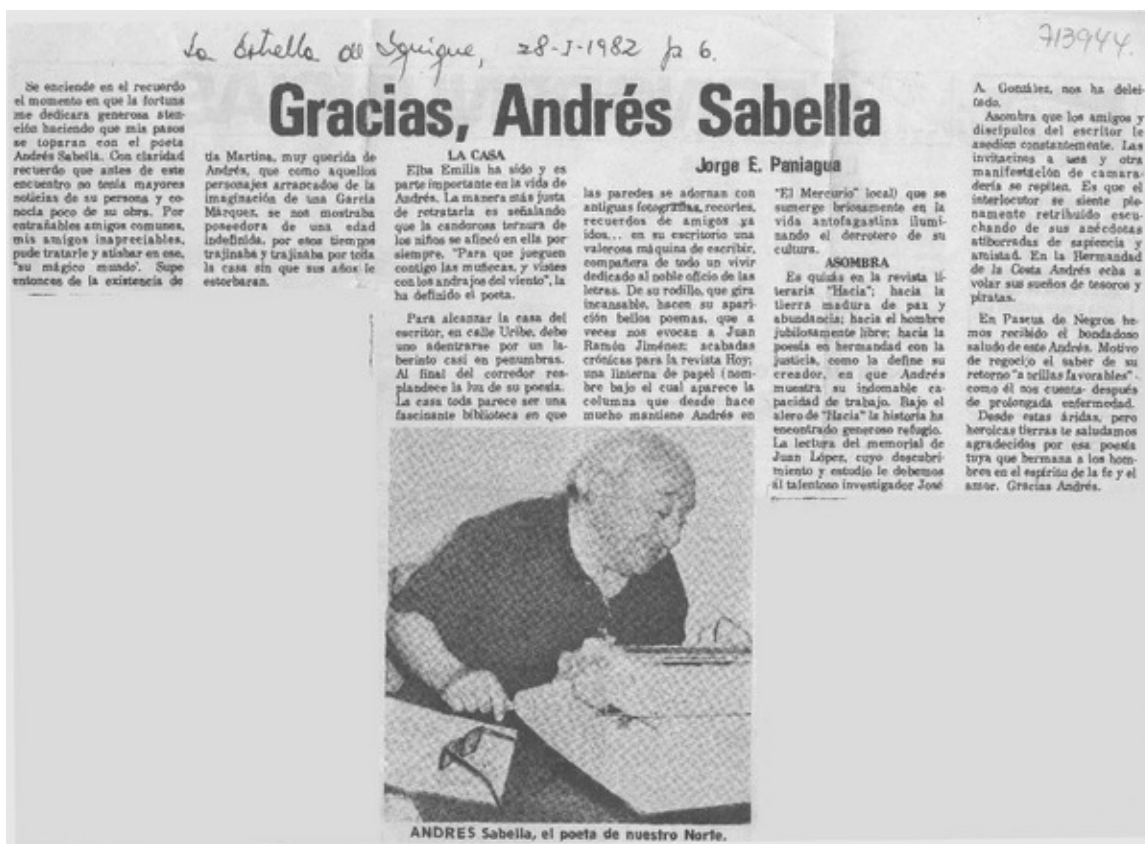 La Estrella de Iquique, 28-I-1982 p 6.
713944.
Gracias, Andrés Sabella
Jorge E. Paniagua
Se enciende en el recuerdo
el momento en que la fortuna
me dedicara generosa aten-
ción haciendo que mis pasos
se toparan con el poeta
Andrés Sabella. Con claridad
recuerdo que antes de este
encuentro no tenía mayores
noticias de su persona y co-
nocía poco de su obra. Por
entrañables amigos comunes,
mis amigos inapreciables,
pude tratarle y atisbar en ese,
"su mágico mundo". Supe
entonces de la existencia de
tía Martina, muy querida de
Andrés, que como aquellos
personajes arrancados de la
imaginación de una García
Márquez, se nos mostraba
poseedora de una edad
indefinida, por esos tiempos
trajinaba y trajinaba por toda
la casa sin que sus años le
estorbaran.
LA CASA
Elba Emilia ha sido y es
parte importante en la vida de
Andrés. La manera más justa
de retratarla es señalando
que la candorosa ternura de
los niños se afincó en ella por
siempre. "Para que jueguen
contigo las muñecas, y vistes
con los andrajos del viento", la
ha definido el poeta.
Para alcanzar la casa del
escritor, en calle Uribe, debe
uno adentrarse por un la-
berinto casi en penumbras.
Al final del corredor res-
plandece la luz de su poesía.
La casa toda parece ser una
fascinante biblioteca en que
las paredes se adornan con
antiguas fotografías, recortes,
recuerdos de amigos ya
idos... en su escritorio una
valerosa máquina de escribir,
compañera de todo un vivir
dedicado al noble oficio de las
letras. De su rodillo, que gira
incansable, hacen su apari-
ción bellos poemas, que a
veces nos evocan a Juan
Ramón Jiménez; acabadas
crónicas para la revista Hoy;
una linterna de papel (nom-
bre bajo el cual aparece la
columna que desde hace
mucho mantiene Andrés en
"El Mercurio" local) que se
sumerge briosamente en la
vida antofagastina ilumi-
nando el derrotero de su
cultura.
ASOMBRA
Es quizás en la revista li-
teraria "Hacia"; hacia la
tierra madura de paz y
abundancia; hacia el hombre
jubilosamente libre; hacia la
poesía en hermandad con la
justicia, como la define su
creador, en que Andrés
muestra su indomable ca-
pacidad de trabajo. Bajo el
alero de "Hacia" la historia ha
encontrado generoso refugio.
La lectura del memorial de
Juan López, cuyo descubri-
miento y estudio le debemos
al talentoso investigador José
A. González, nos ha delei-
tado.
Asombra que los amigos y
discípulos del escritor le
asedien constantemente. Las
invitacines a una y otra
manifestación de camara-
dería se repiten. Es que el
interlocutor se siente ple-
namente retribuido escu-
chando de sus anécdotas
atiborradas de sapiencia y
amistad. En la Hermandad
de la Costa Andrés echa a
volar sus sueños de tesoros y
piratas.
En Pascua de Negros he-
mos recibido el bondadoso
saludo de este Andrés. Motivo
de regocijo el saber de su
retorno "a orillas favorables" -
como él nos cuenta- después
de prolongada enfermedad.
Desde estas áridas, pero
heroicas tierras te saludamos
agradecidos por esa poesía
tuya que hermana a los hom-
bres en el espíritu de la fe y el
amor. Gracias Andrés.
ANDRES Sabella, el poeta de nuestro Norte.